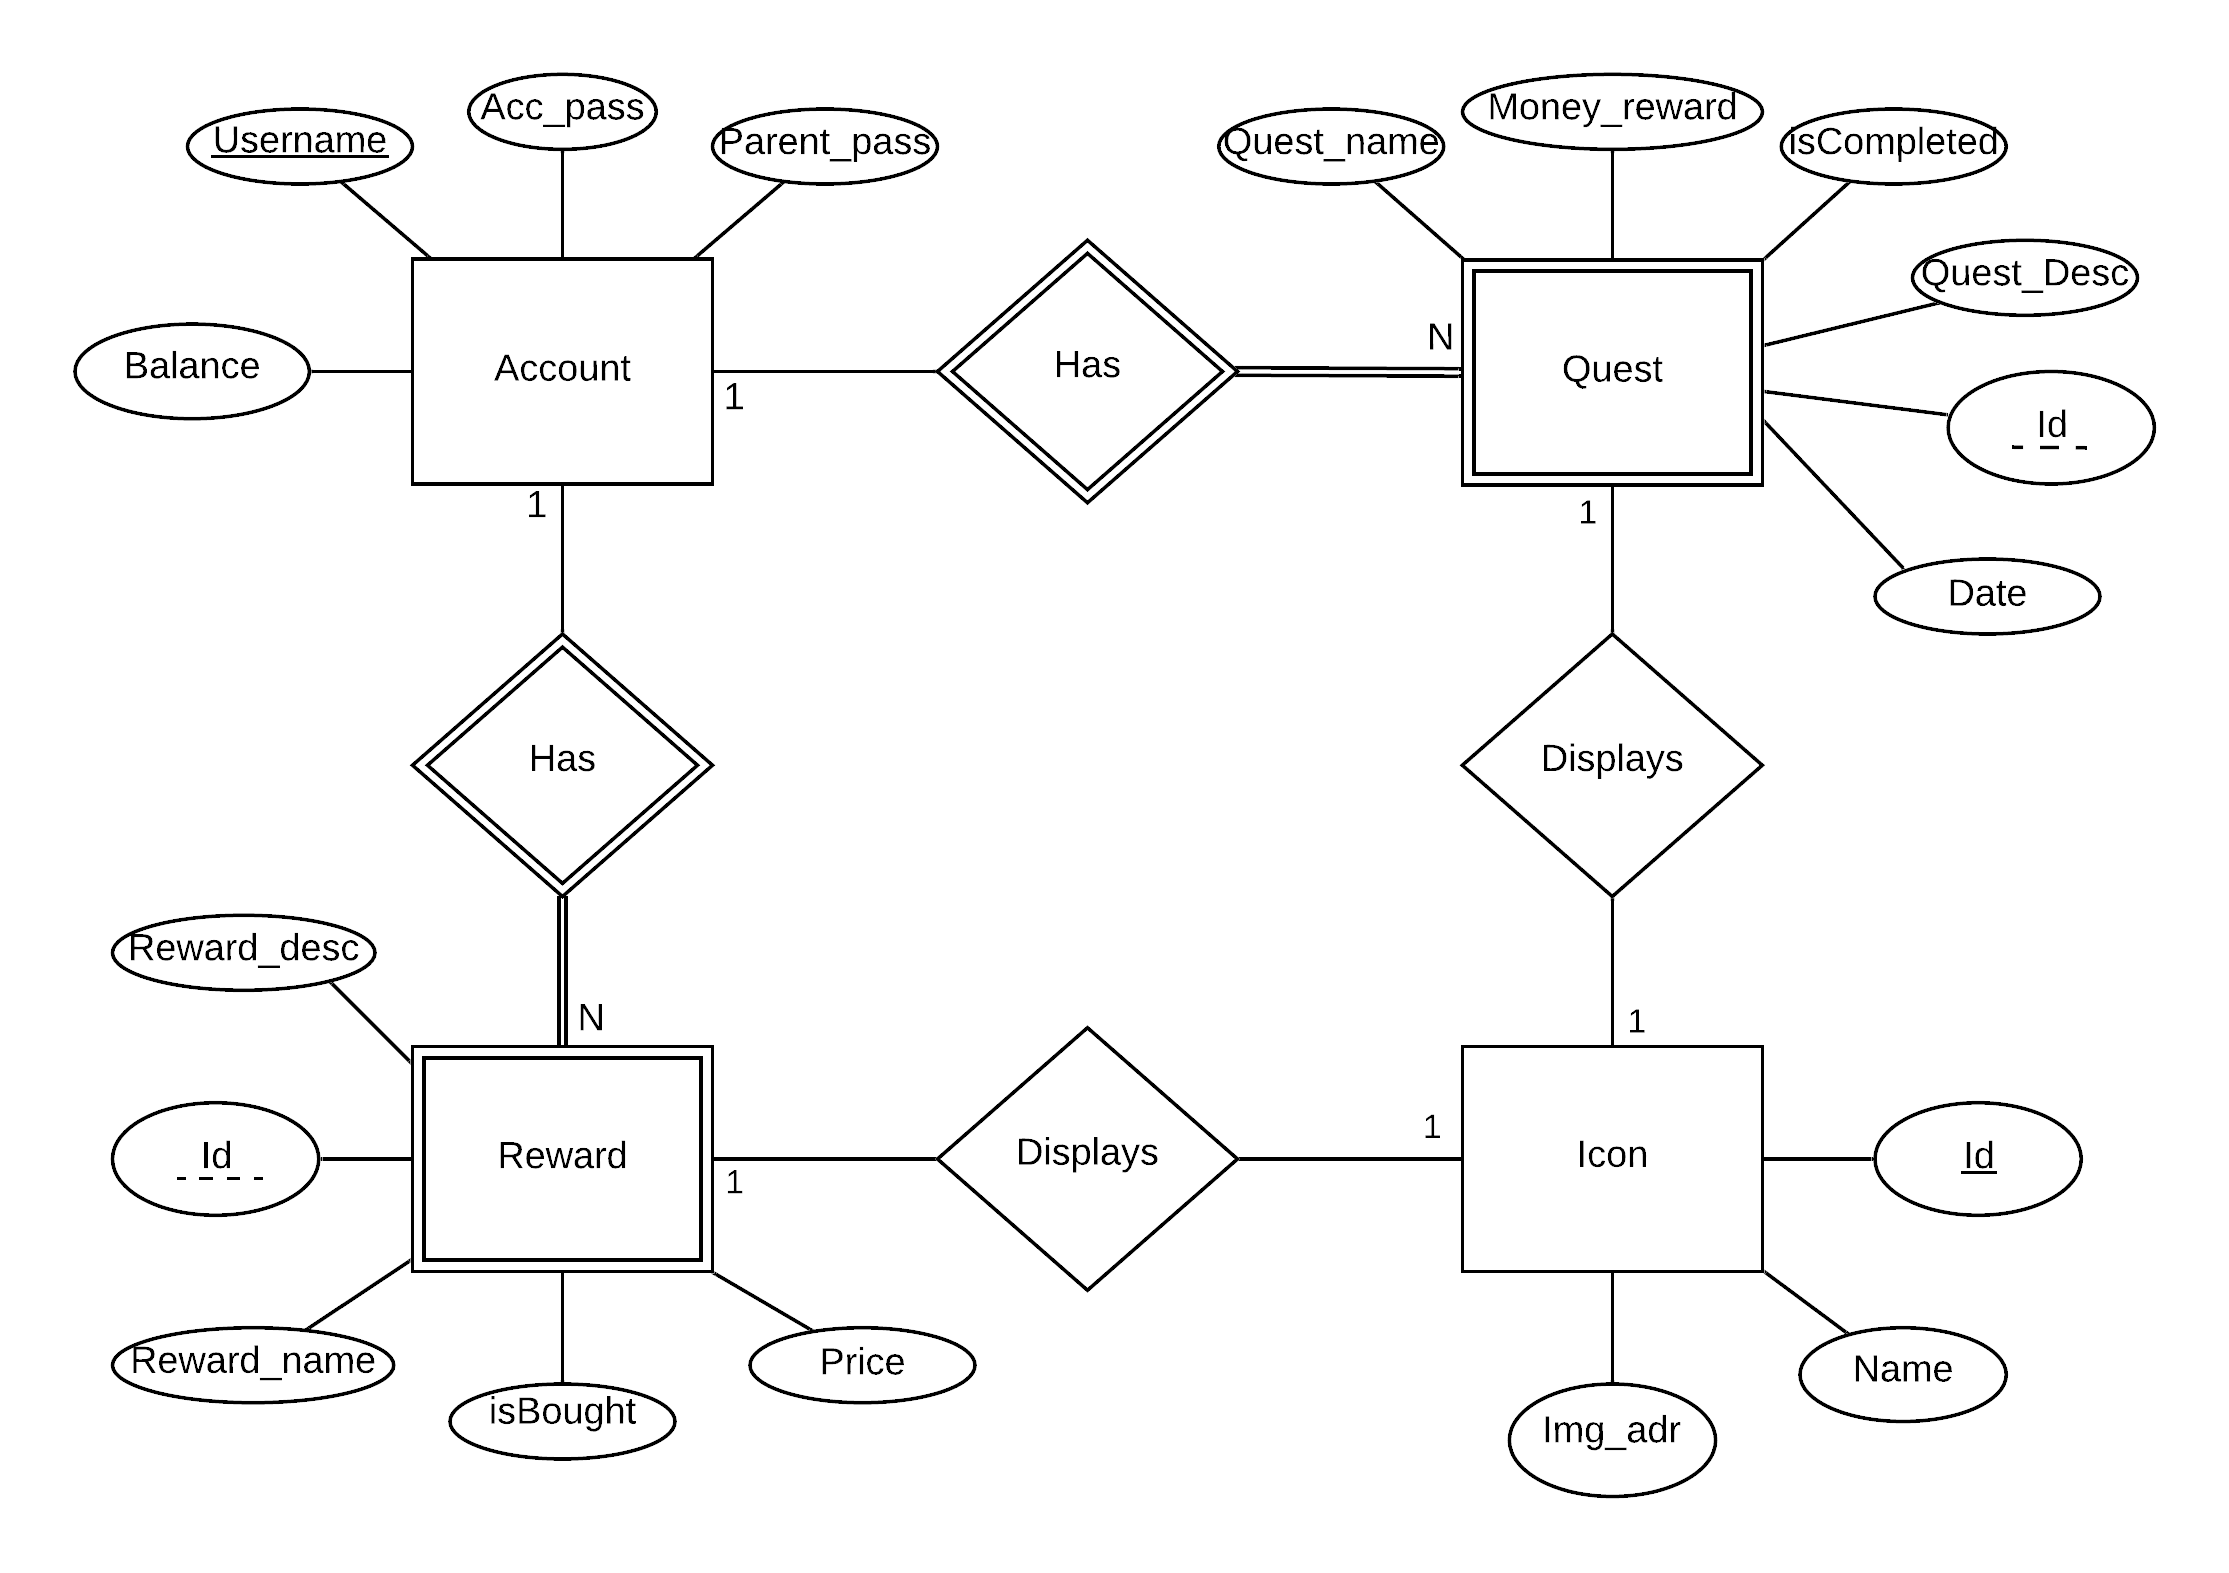 Acc_pass
Money_reward
Username
Parent_pass
Quest_name
isCompleted
Quest_Desc
Balance
Account
1
Has
N
Quest
Id
1
1
Date
Has
Displays
Reward_desc
N
1
Id
Reward
1
Displays
1
Icon
Id
Reward_name
isBought
Price
Name
Img_adr